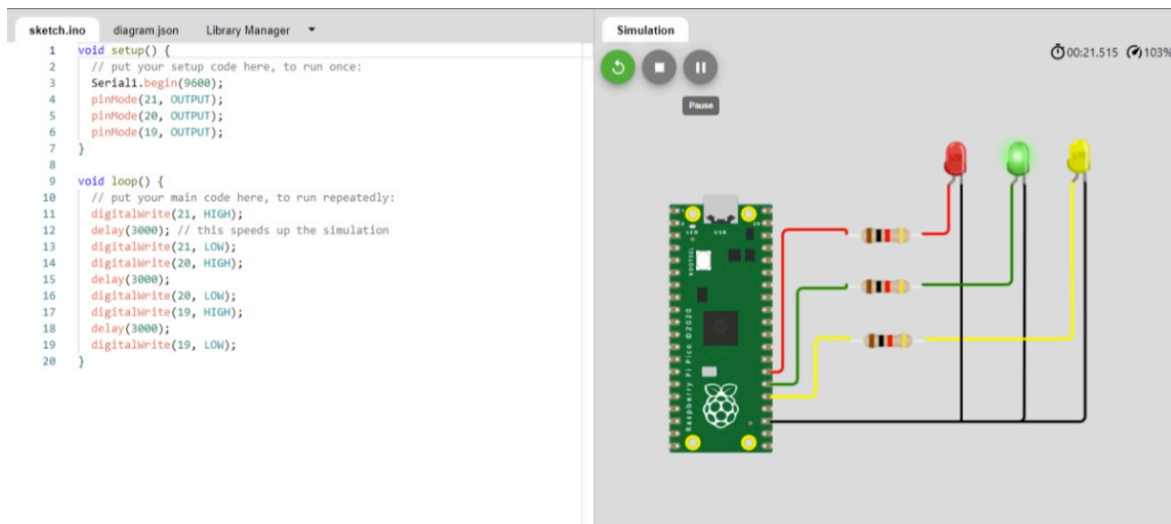 sketch.ino diagram.json Library Manager
1 void setup() {
2 // put your setup code here, to run once:
3 Serial1.begin(9600);
4 pinMode(21, OUTPUT);
5 pinMode(20, OUTPUT);
6 pinMode(19, OUTPUT);
7 }
8
9 void loop() {
10 // put your main code here, to run repeatedly:
11 digitalWrite(21, HIGH);
12 delay(3000); // this speeds up the simulation
13 digitalWrite(21, LOW);
14 digitalWrite(20, HIGH);
15 delay(3000);
16 digitalWrite(20, LOW);
17 digitalWrite(19, HIGH);
18 delay(3000);
19 digitalWrite(19, LOW);
20 }
Simulation
00:21.515 103%
Pause
LED USB
BOOTSEL
Raspberry Pi Pico ©2020